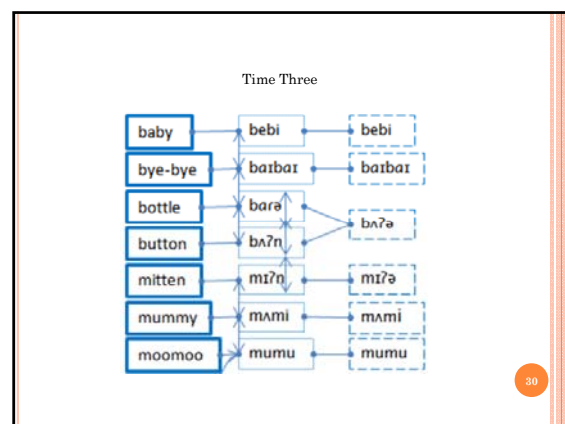 Time Three
baby bebi bebi
bye-bye baɪbaɪ baɪbaɪ
bottle baɾə
bʌʔə
button bʌʔn̩
mitten mɪʔn̩ mɪʔə
mummy mʌmi mʌmi
moomoo mumu mumu
30